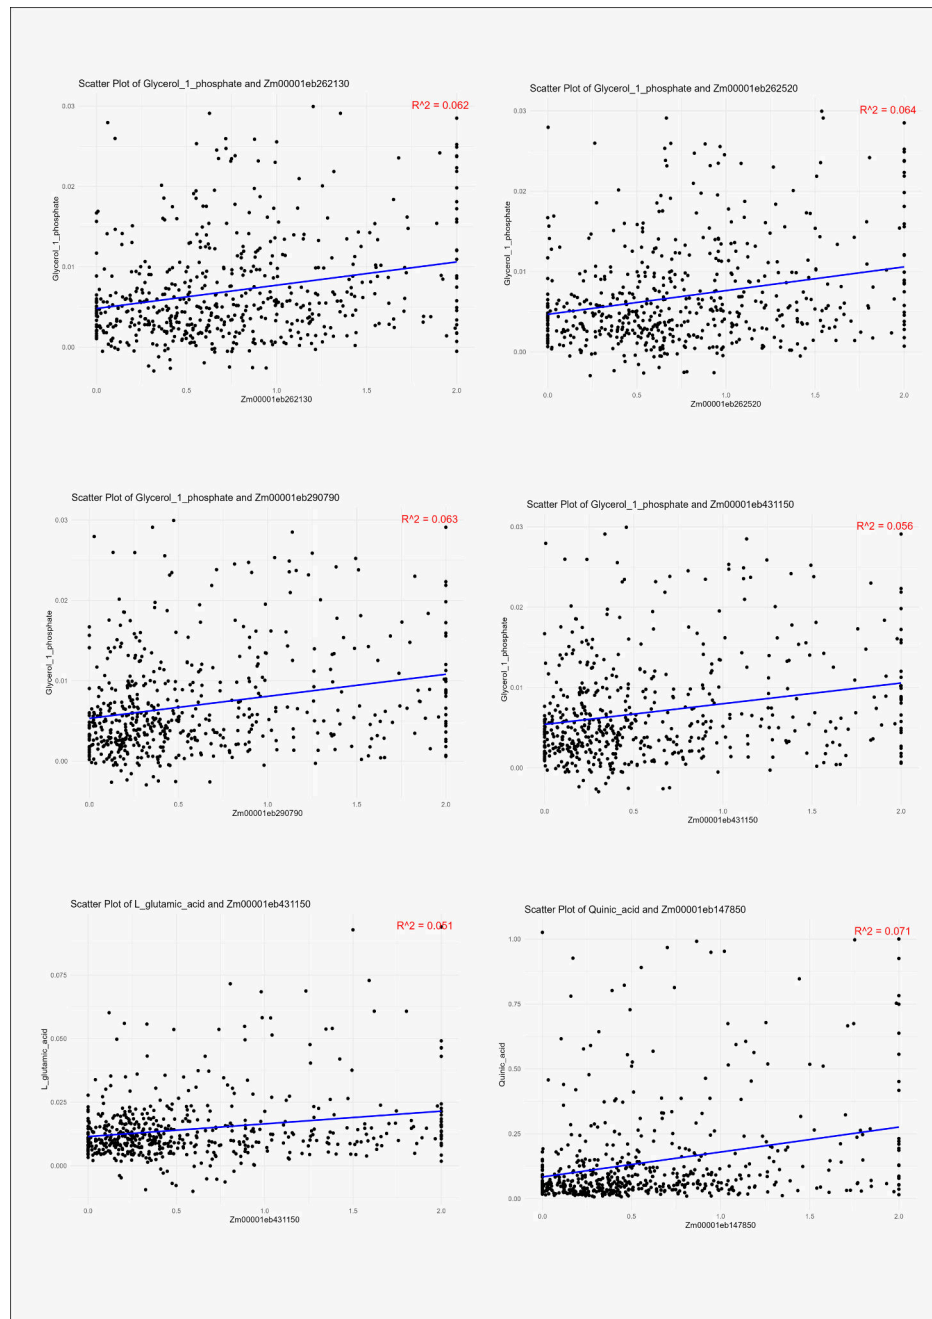 Scatter Plot of Glycerol_1_phosphate and Zm00001eb262130
R^2 = 0.062
0.03
0.02
0.01
0.00
Glycerol_1_phosphate
0.0 0.5 1.0 1.5 2.0
Zm00001eb262130
Scatter Plot of Glycerol_1_phosphate and Zm00001eb262520
R^2 = 0.064
0.03
0.02
0.01
0.00
Glycerol_1_phosphate
0.0 0.5 1.0 1.5 2.0
Zm00001eb262520
Scatter Plot of Glycerol_1_phosphate and Zm00001eb290790
R^2 = 0.063
0.03
0.02
0.01
0.00
Glycerol_1_phosphate
0.0 0.5 1.0 1.5 2.0
Zm00001eb290790
Scatter Plot of Glycerol_1_phosphate and Zm00001eb431150
R^2 = 0.056
0.03
0.02
0.01
0.00
Glycerol_1_phosphate
0.0 0.5 1.0 1.5 2.0
Zm00001eb431150
Scatter Plot of L_glutamic_acid and Zm00001eb431150
R^2 = 0.051
0.075
0.050
0.025
0.000
L_glutamic_acid
0.0 0.5 1.0 1.5 2.0
Zm00001eb431150
Scatter Plot of Quinic_acid and Zm00001eb147850
R^2 = 0.071
1.00
0.75
0.50
0.25
0.00
Quinic_acid
0.0 0.5 1.0 1.5 2.0
Zm00001eb147850